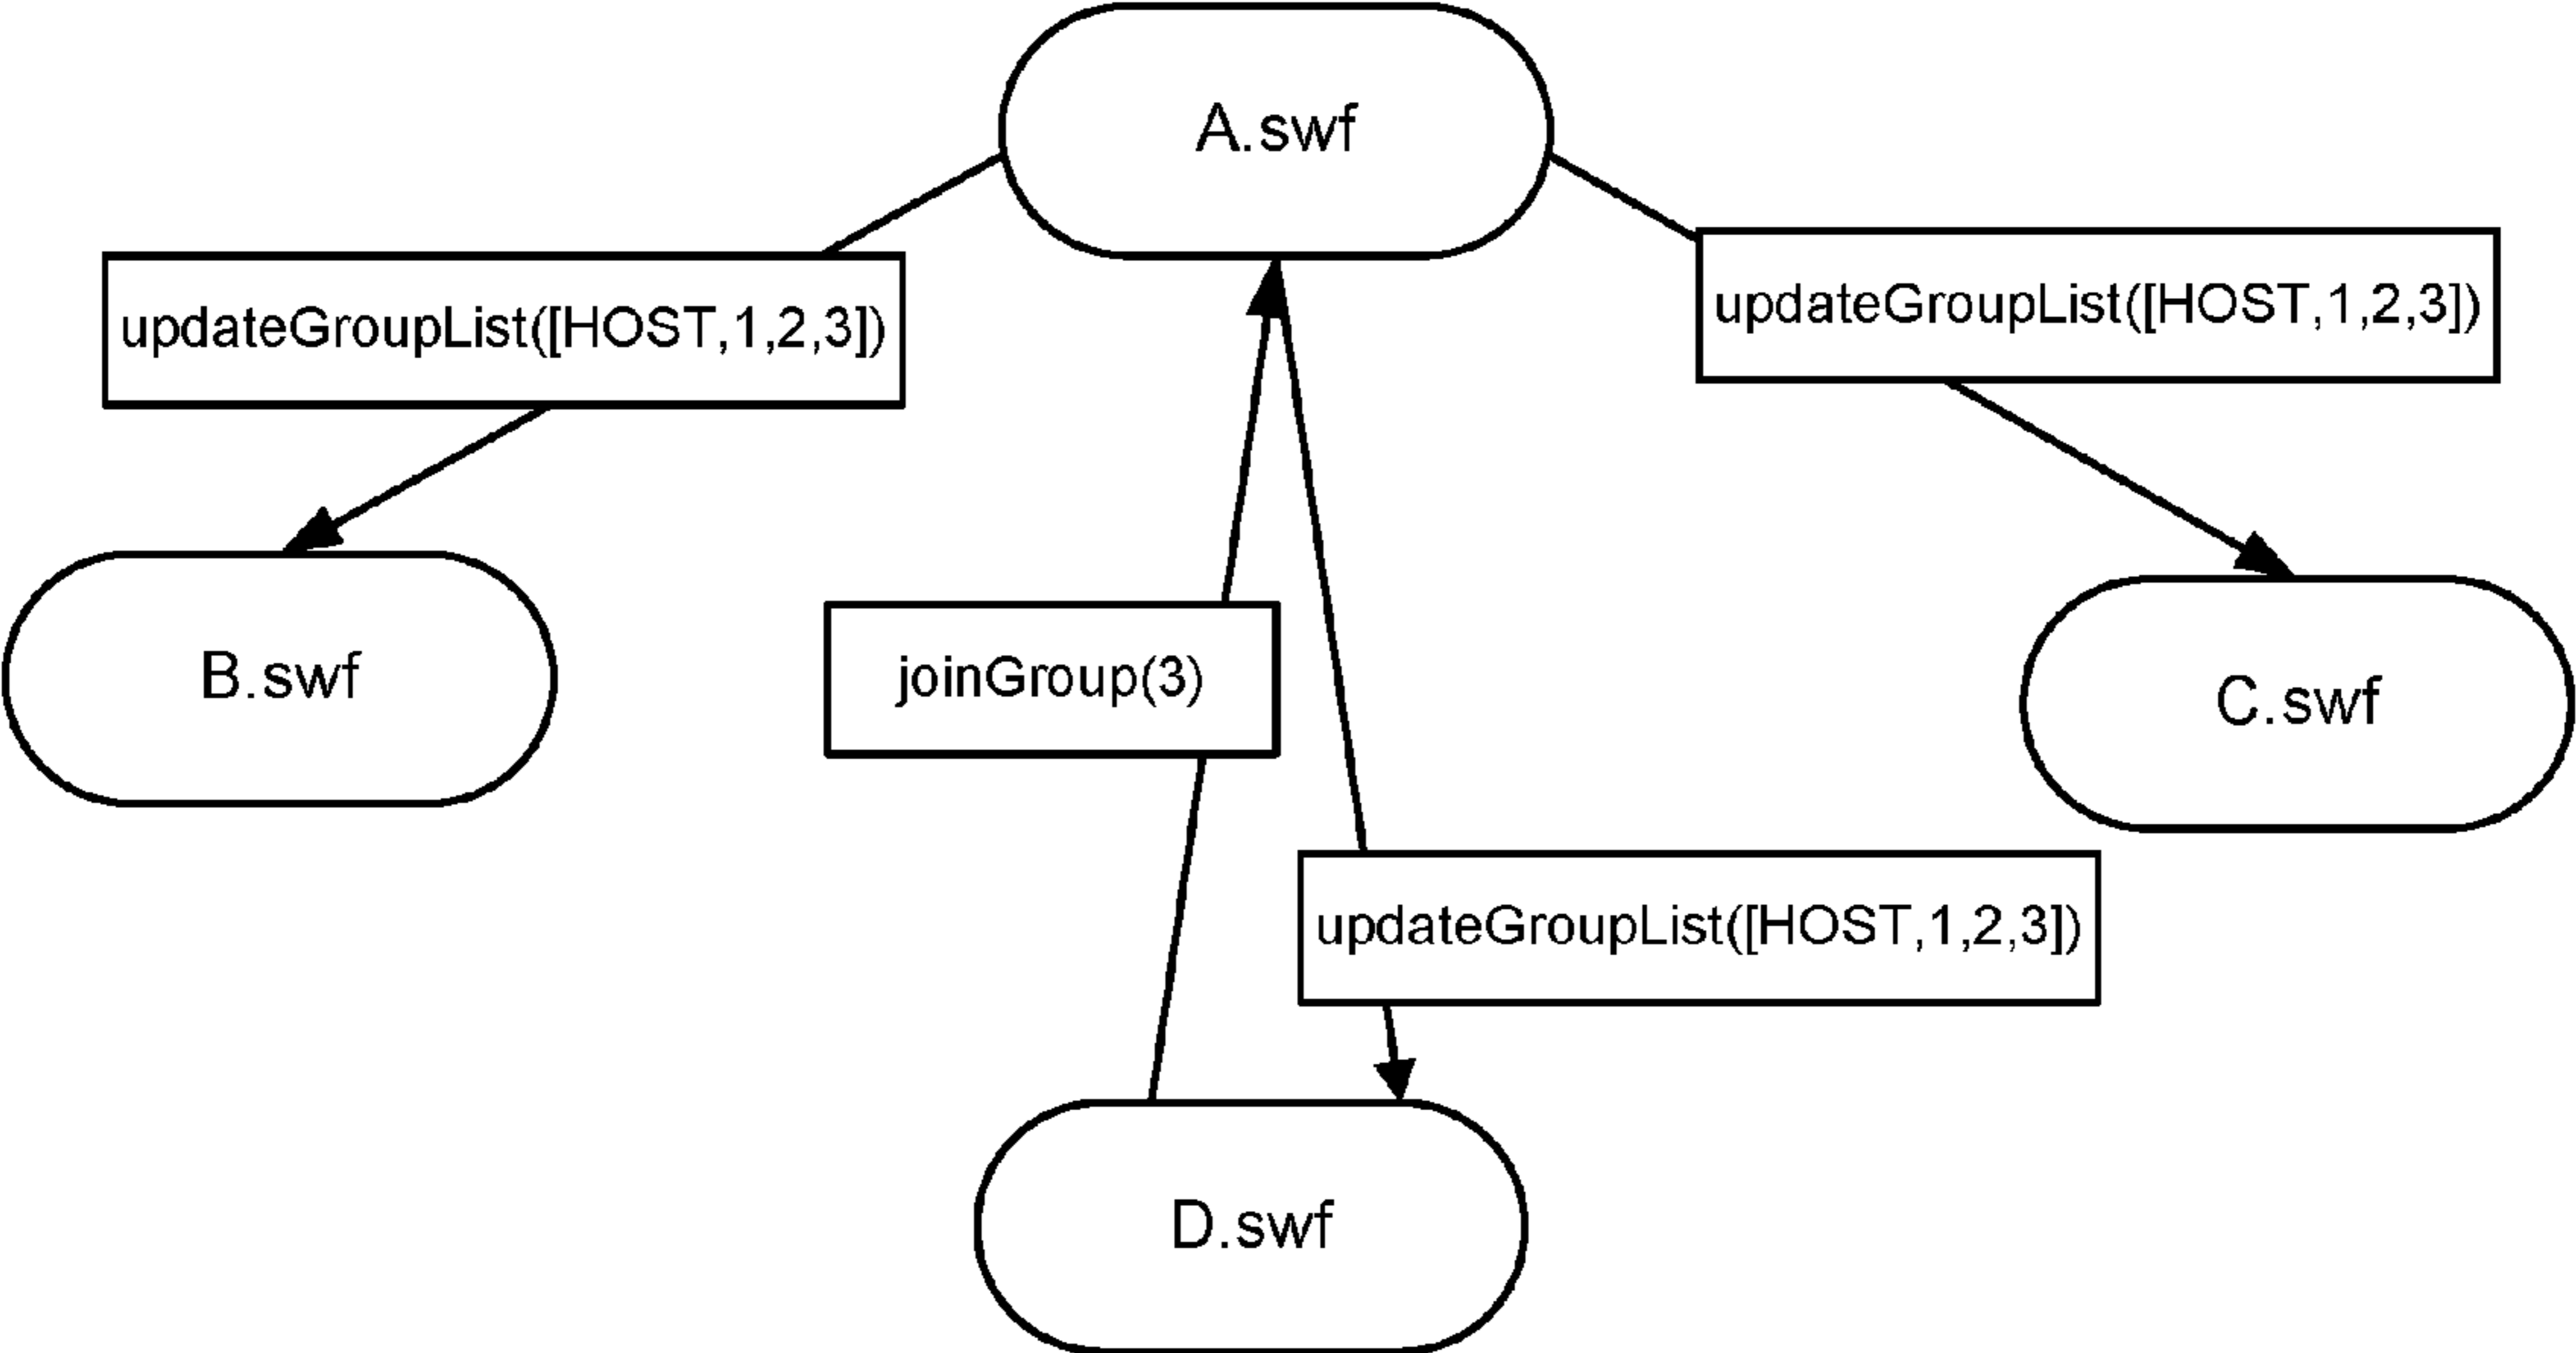 A.swf
updateGroupList([HOST,1,2,3])
updateGroupList([HOST,1,2,3])
B.swf
joinGroup(3)
C.swf
updateGroupList([HOST,1,2,3])
D.swf